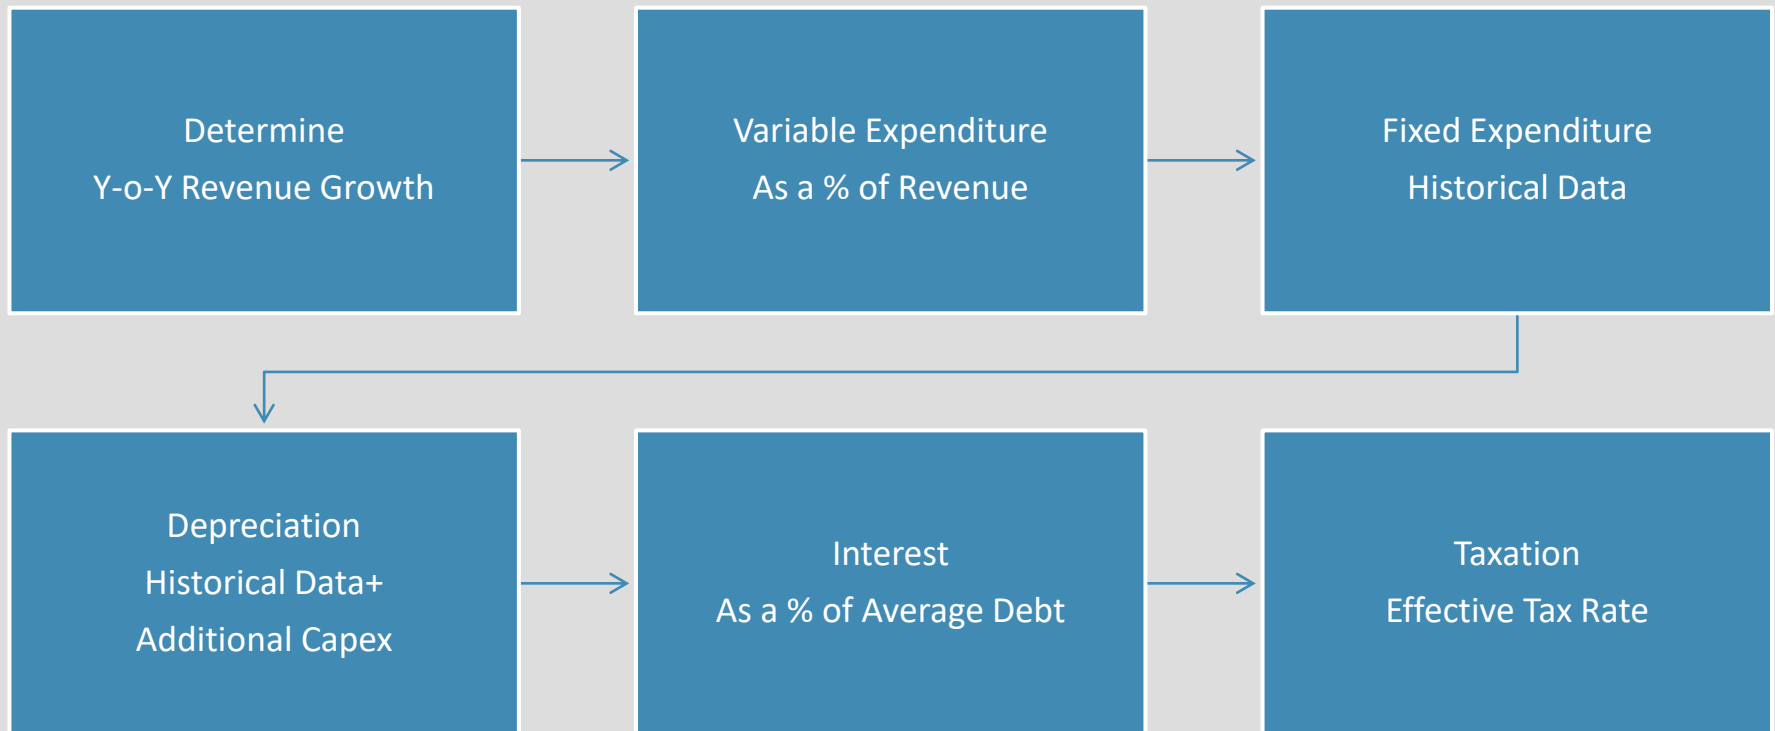 Determine
Y-o-Y Revenue Growth
Variable Expenditure
As a % of Revenue
Fixed Expenditure
Historical Data
Depreciation
Historical Data+
Additional Capex
Interest
As a % of Average Debt
Taxation
Effective Tax Rate